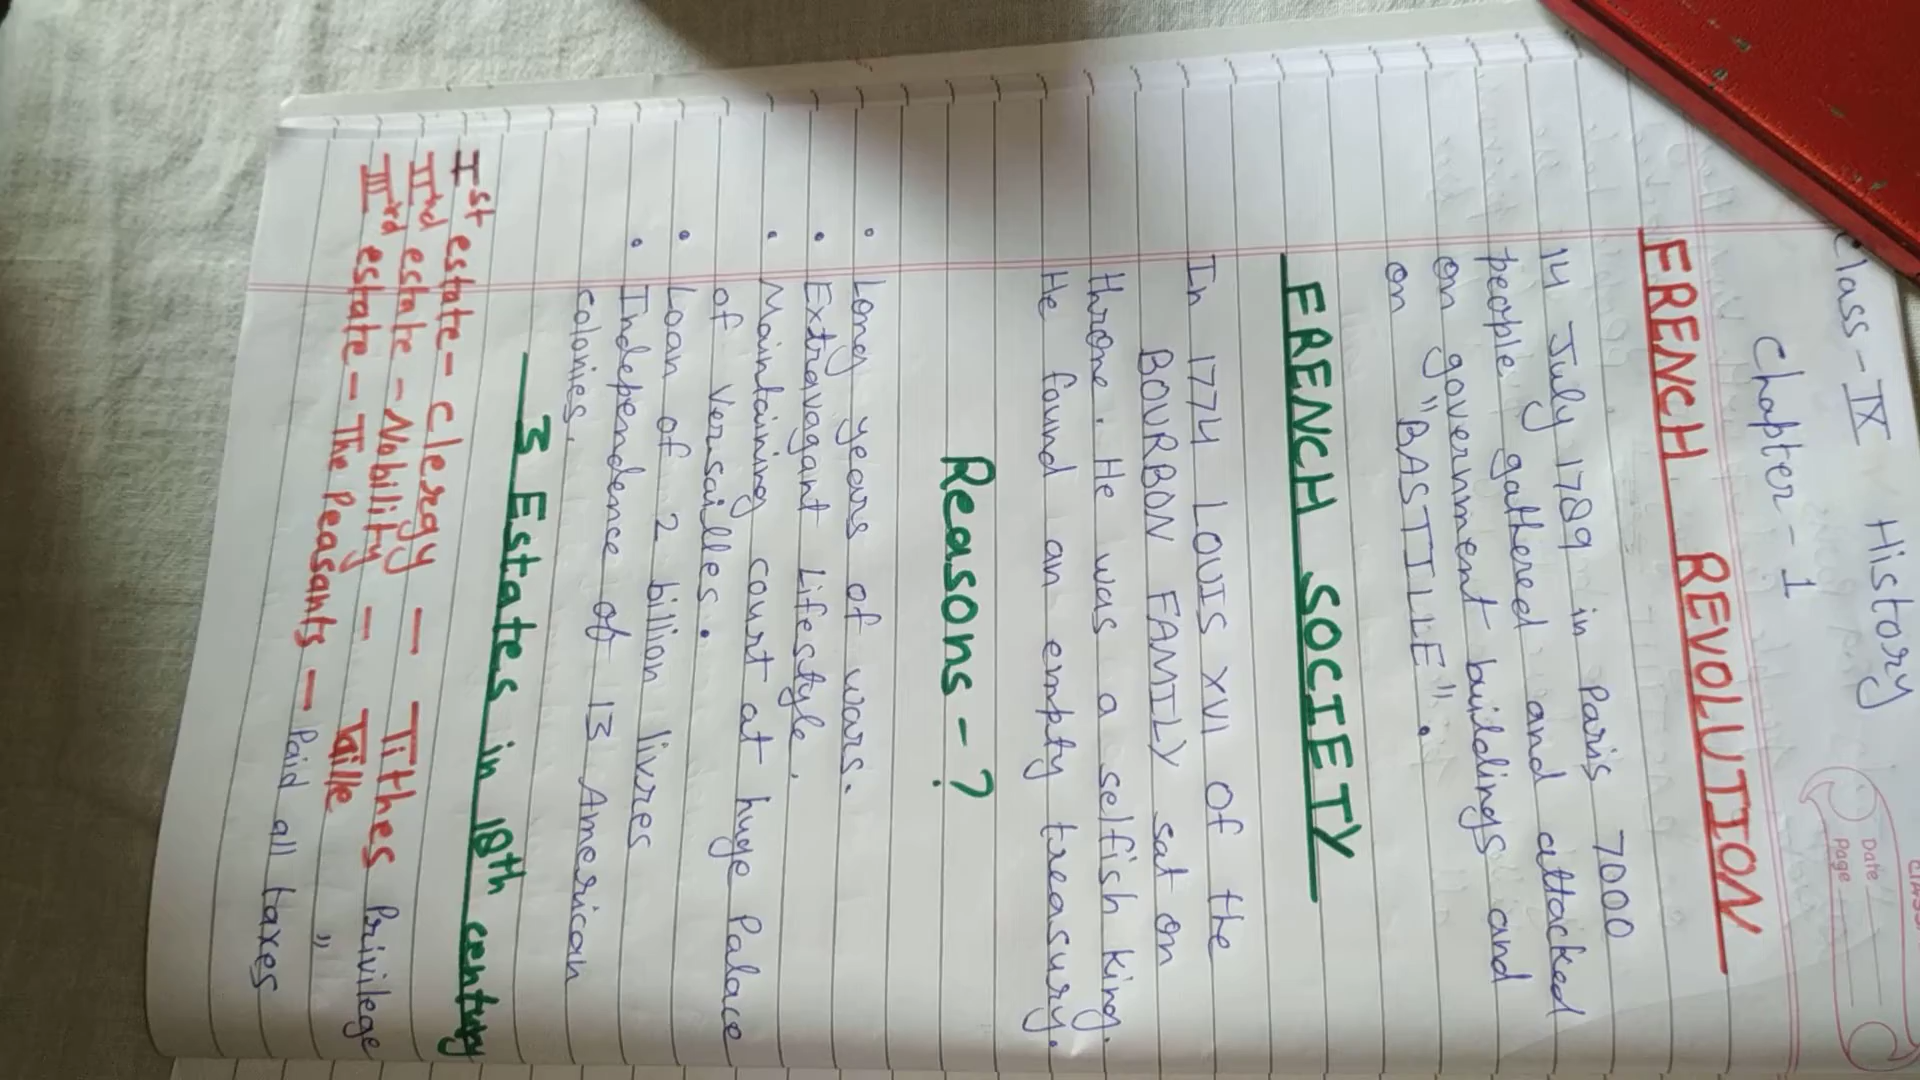 Class-IX History
Chapter-1
Date
Page
FRENCH REVOLUTION
14 July 1789 in Paris 7000
people gathered and attacked
on government buildings and
on "BASTILLE".
FRENCH SOCIETY
In 1774 LOUIS XVI Of the
BOURBON FAMILY sat on
throne. He was a selfish king.
He found an empty treasury.
Reasons - ?
• Long years of wars.
• Extravagant Lifestyle.
• Maintaining court at huge Palace
of Versailles.
• Loan of 2 billion livres
• Independence of 13 American
colonies.
3 Estates in 18th century
Ist estate - Clergy - Tithes Privilege
IInd estate - Nobility - Taille "
IIIrd estate - The Peasants - Paid all taxes